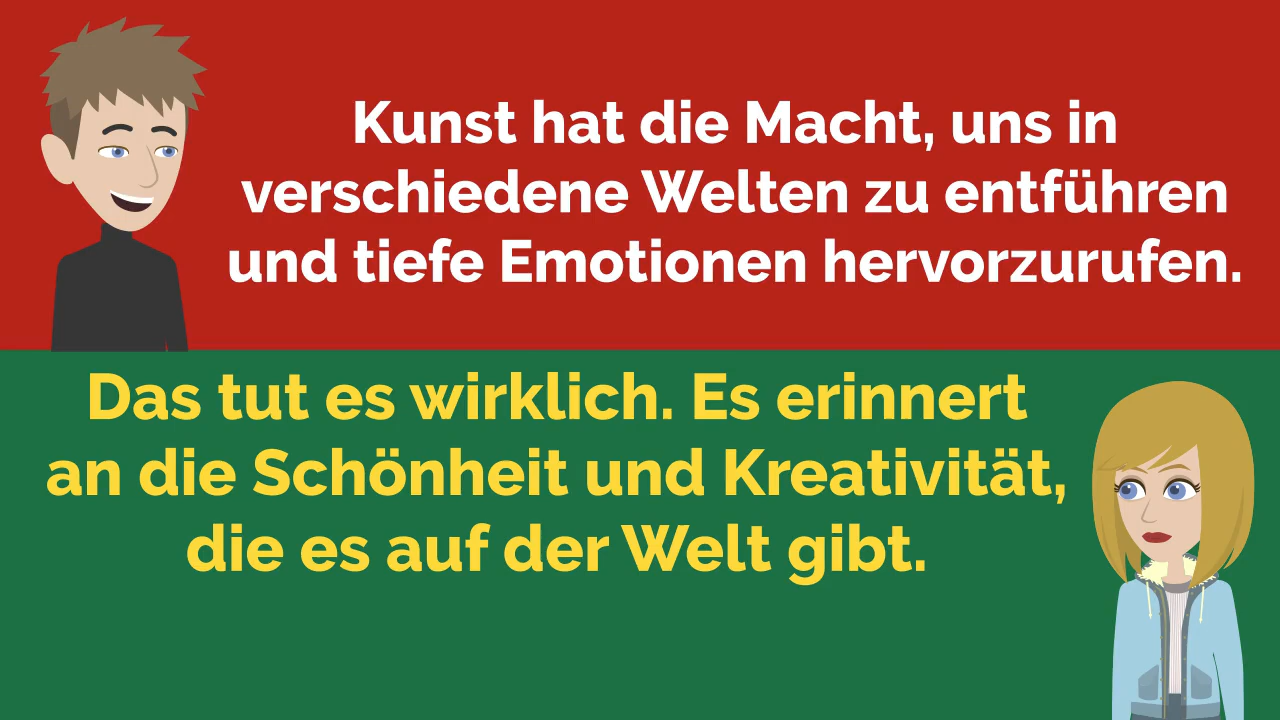 Kunst hat die Macht, uns in
verschiedene Welten zu entführen
und tiefe Emotionen hervorzurufen.
Das tut es wirklich. Es erinnert
an die Schönheit und Kreativität,
die es auf der Welt gibt.